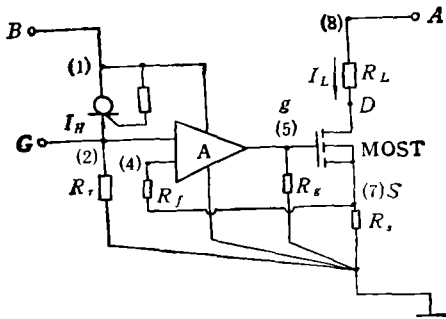 (8) A
B
(1)
I_L R_L
g D
I_H
(5)
G A MOST
(2) (4)
(7) S
R_r R_f R_g
R_s